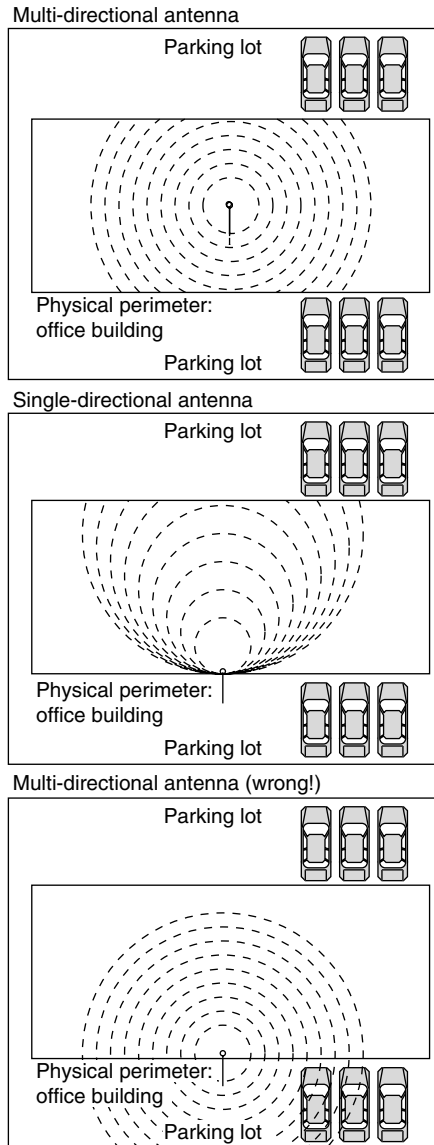 Multi-directional antenna
Parking lot
Physical perimeter:
office building
Parking lot
Single-directional antenna
Parking lot
Physical perimeter:
office building
Parking lot
Multi-directional antenna (wrong!)
Parking lot
Physical perimeter:
office building
Parking lot